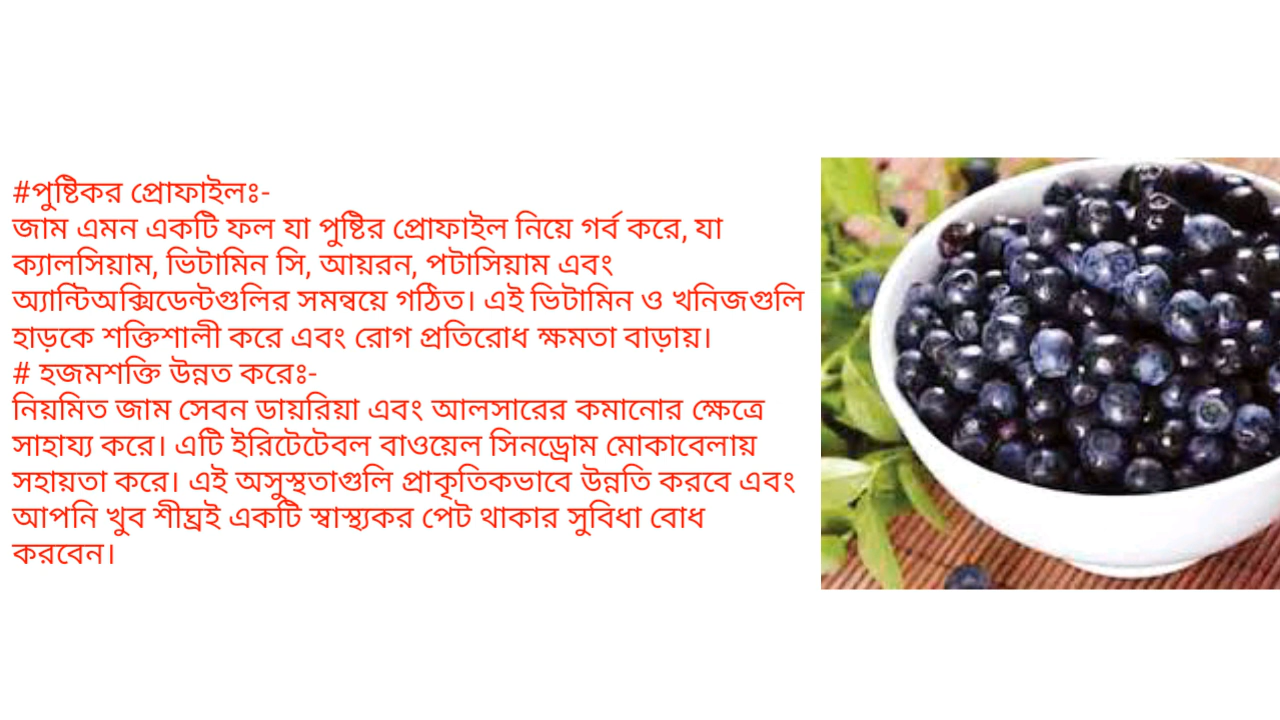 #পুষ্টিকর প্রোফাইলঃ-
জাম এমন একটি ফল যা পুষ্টির প্রোফাইল নিয়ে গর্ব করে, যা
ক্যালসিয়াম, ভিটামিন সি, আয়রন, পটাসিয়াম এবং
অ্যান্টিঅক্সিডেন্টগুলির সমন্বয়ে গঠিত। এই ভিটামিন ও খনিজগুলি
হাড়কে শক্তিশালী করে এবং রোগ প্রতিরোধ ক্ষমতা বাড়ায়।
# হজমশক্তি উন্নত করেঃ-
নিয়মিত জাম সেবন ডায়রিয়া এবং আলসারের কমানোর ক্ষেত্রে
সাহায্য করে। এটি ইরিটেটেবল বাওয়েল সিনড্রোম মোকাবেলায়
সহায়তা করে। এই অসুস্থতাগুলি প্রাকৃতিকভাবে উন্নতি করবে এবং
আপনি খুব শীঘ্রই একটি স্বাস্থ্যকর পেট থাকার সুবিধা বোধ
করবেন।